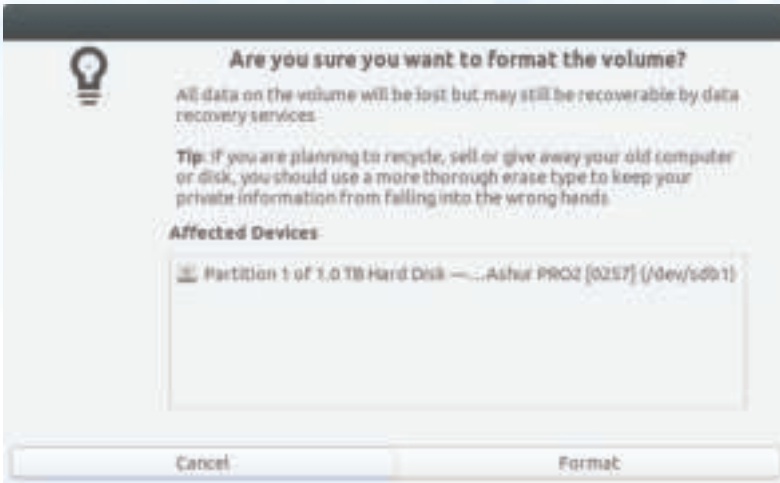 Are you sure you want to format the volume?
All data on the volume will be lost but may still be recoverable by data
recovery services
Tip: If you are planning to recycle, sell or give away your old computer
or disk, you should use a more thorough erase type to keep your
private information from falling into the wrong hands
Affected Devices
Partition 1 of 1.0 TB Hard Disk — ...Ashur PRO2 [0257] (/dev/sdb1)
Cancel
Format